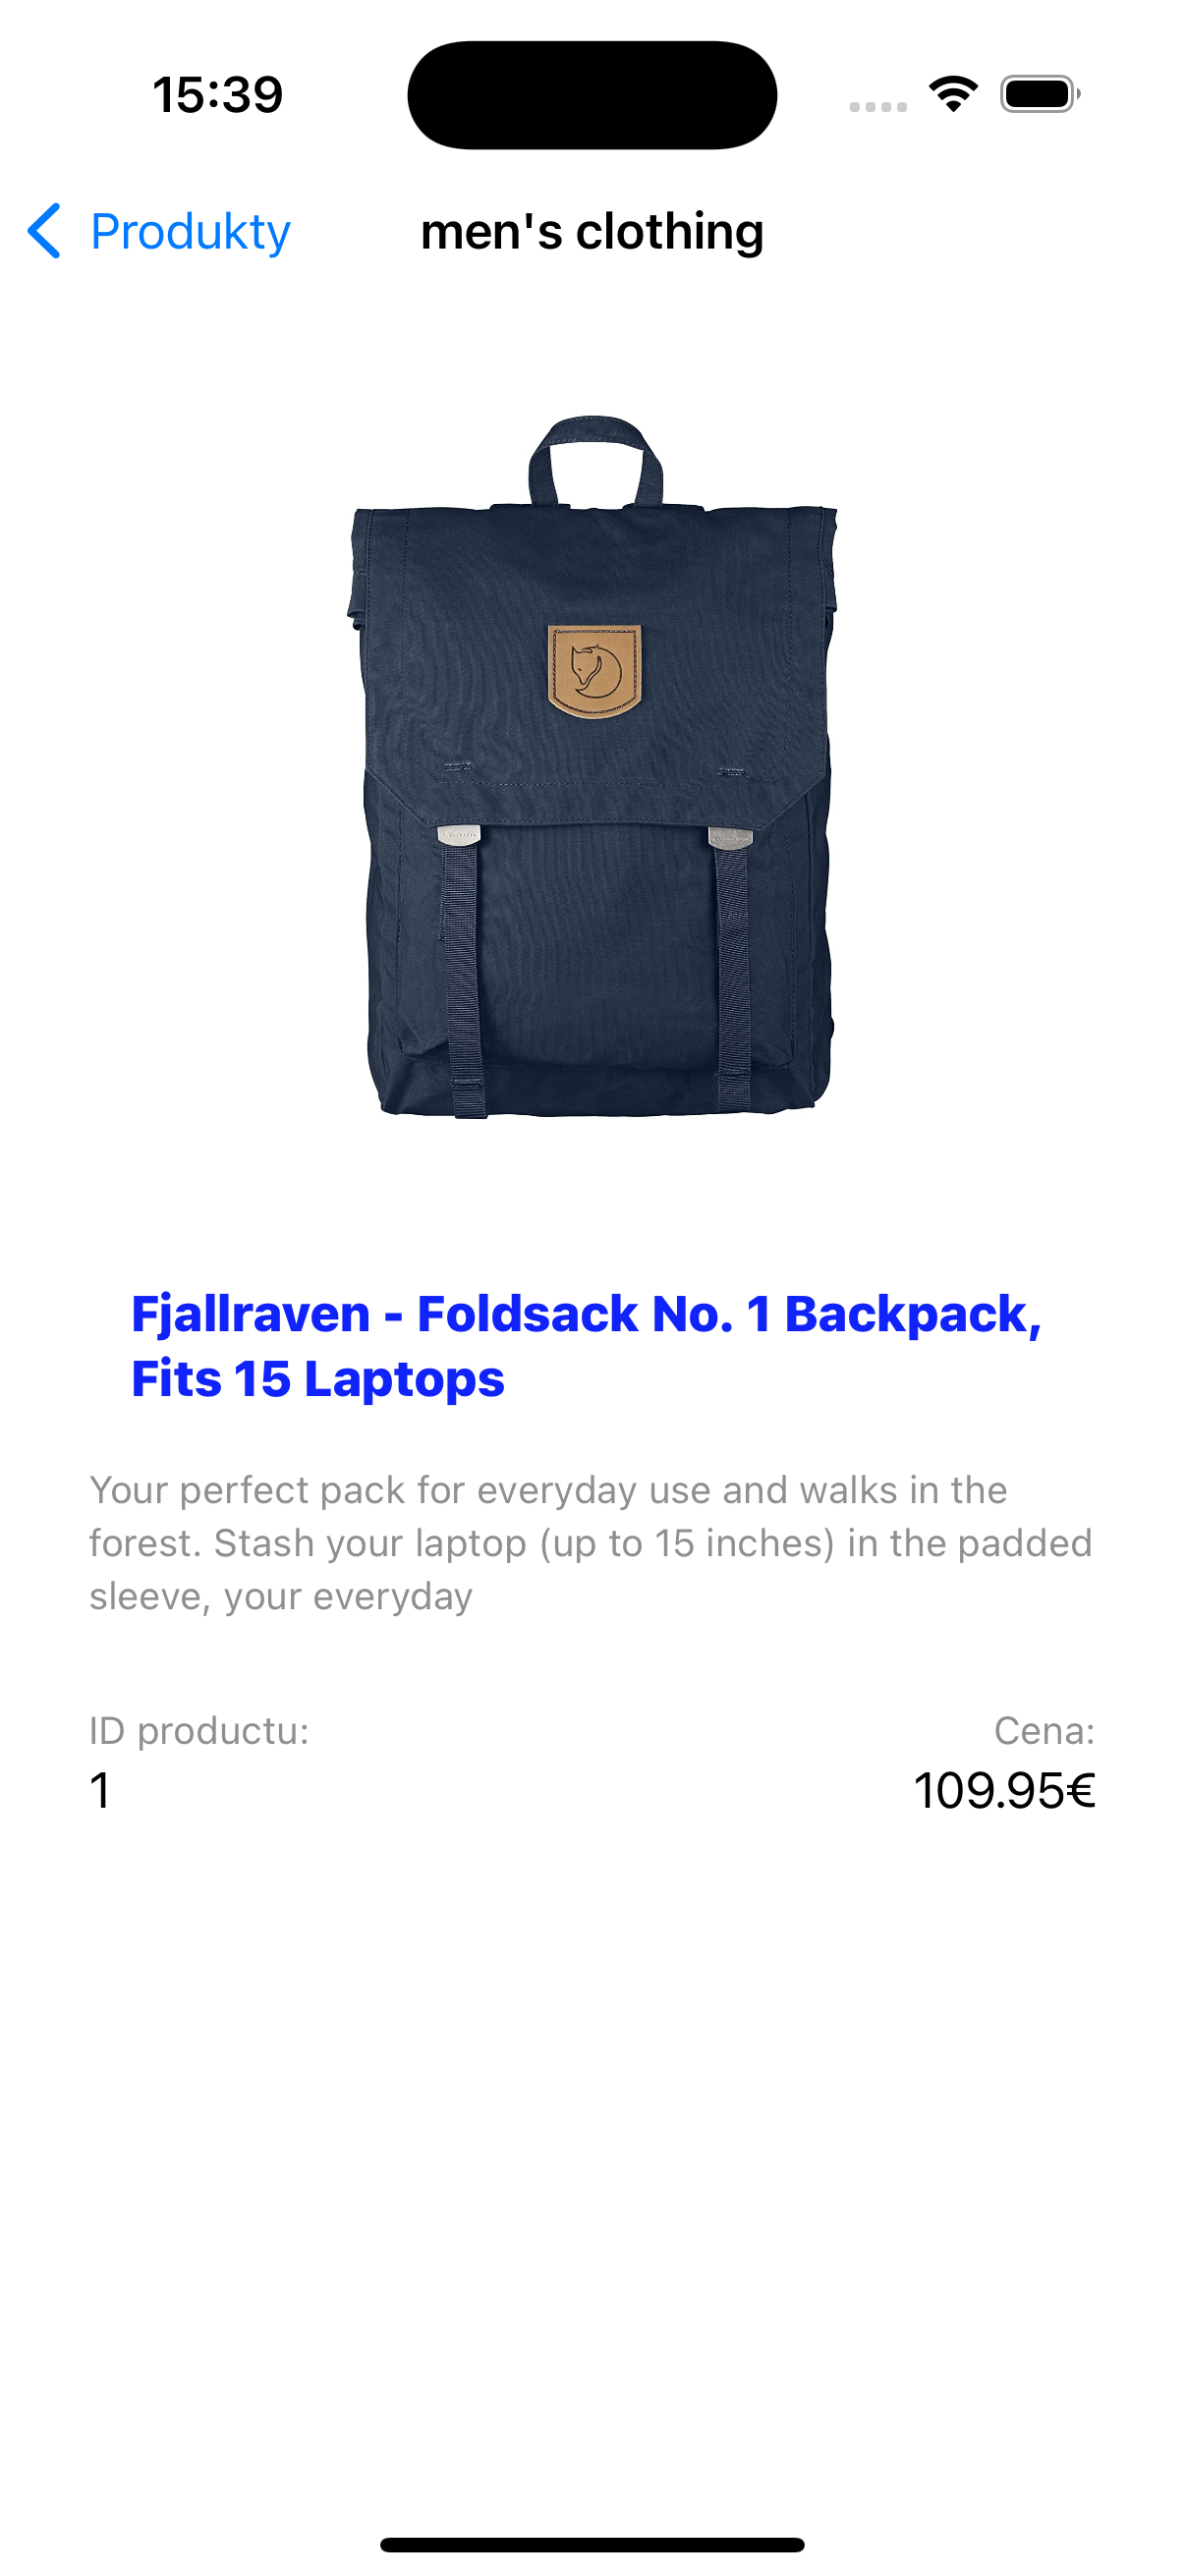 15:39
Produkty
men's clothing
Fjallraven - Foldsack No. 1 Backpack,
Fits 15 Laptops
Your perfect pack for everyday use and walks in the
forest. Stash your laptop (up to 15 inches) in the padded
sleeve, your everyday
ID productu:
Cena:
1
109.95€